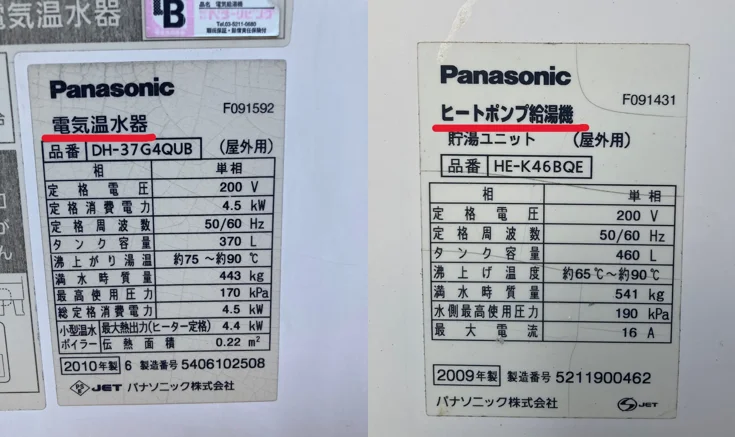 電気温水器
B
品名 電気給湯機
Tel.03-5211-5685
Panasonic
F091592
電気温水器
品番 DH-37G4QUB (屋外用)
相 単相
定格電圧 200 V
定格消費電力 4.5 kW
定格周波数 50/60 Hz
タンク容量 370 L
沸上がり湯温 約75～約90℃
満水時質量 443 kg
最高使用圧力 170 kPa
総定格消費電力 4.5 kW
小型温水ボイラー 最大熱出力(ヒーター定格) 4.4 kW
伝熱面積 0.22 m²
2010年製 6 製造番号 5406102508
PS E JET パナソニック株式会社
Panasonic
F091431
ヒートポンプ給湯機
貯湯ユニット (屋外用)
品番 HE-K46BQE
相 単相
定格電圧 200 V
定格周波数 50/60 Hz
タンク容量 460 L
沸上げ温度 約65℃～約90℃
満水時質量 541 kg
水側最高使用圧力 190 kPa
最大電流 16 A
2009年製 製造番号 5211900462
パナソニック株式会社 JET